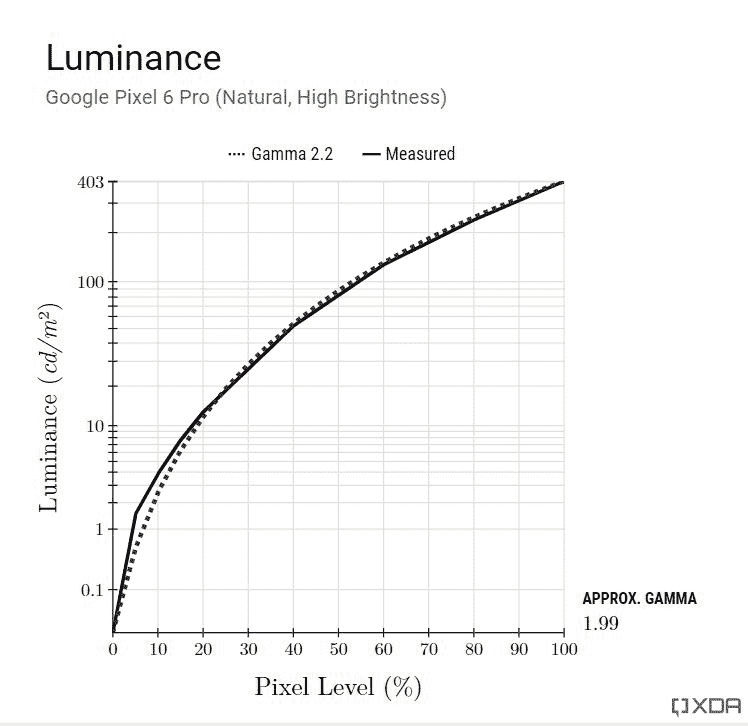 Luminance
Google Pixel 6 Pro (Natural, High Brightness)
Gamma 2.2 Measured
403
100
10
1
0.1
Luminance (cd/m²)
0 10 20 30 40 50 60 70 80 90 100
Pixel Level (%)
APPROX. GAMMA
1.99
XDA